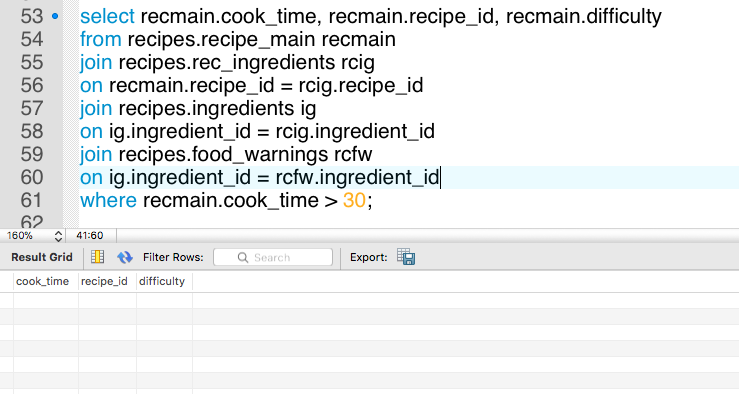 53 select recmain.cook_time, recmain.recipe_id, recmain.difficulty
54 from recipes.recipe_main recmain
55 join recipes.rec_ingredients rcig
56 on recmain.recipe_id = rcig.recipe_id
57 join recipes.ingredients ig
58 on ig.ingredient_id = rcig.ingredient_id
59 join recipes.food_warnings rcfw
60 on ig.ingredient_id = rcfw.ingredient_id
61 where recmain.cook_time > 30;
62
160% 41:60
Result Grid Filter Rows: Search Export:
cook_time recipe_id difficulty